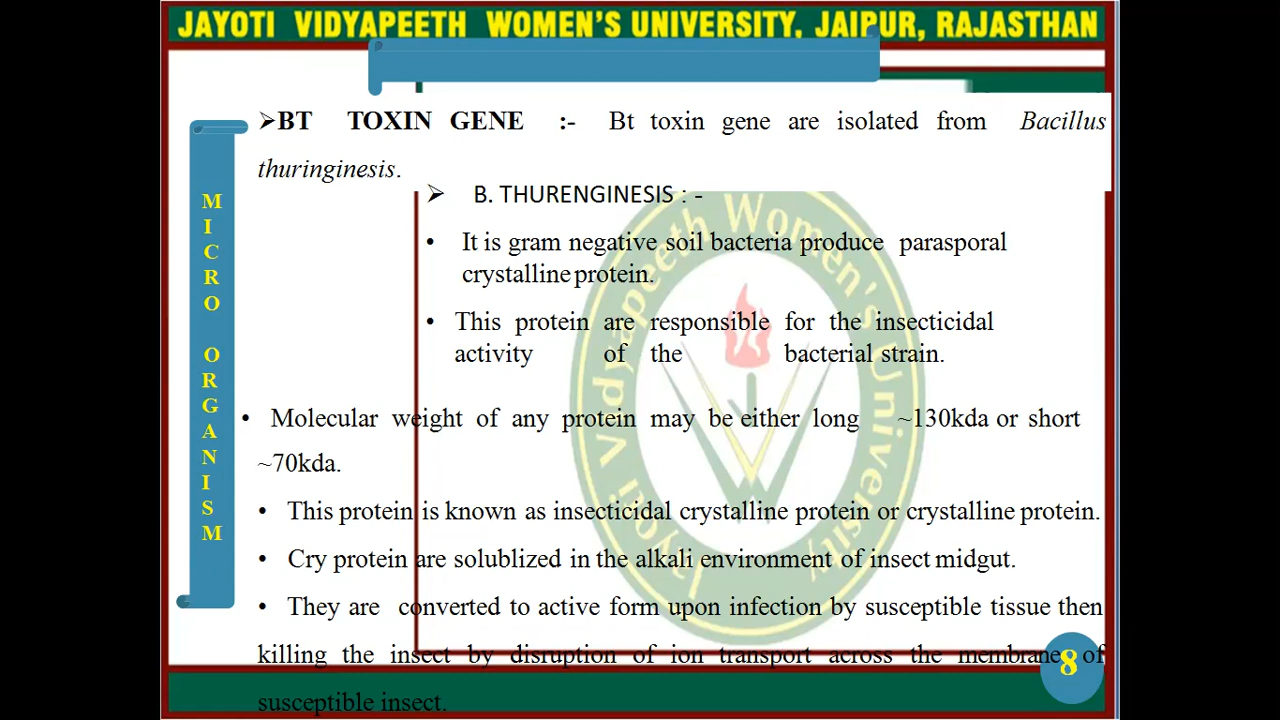 JAYOTI VIDYAPEETH WOMEN'S UNIVERSITY, JAIPUR, RAJASTHAN
➢BT TOXIN GENE :- Bt toxin gene are isolated from Bacillus
thuringinesis.
➢ B. THURENGINESIS : -
• It is gram negative soil bacteria produce parasporal
crystalline protein.
• This protein are responsible for the insecticidal
activity of the bacterial strain.
• Molecular weight of any protein may be either long ~130kda or short
~70kda.
• This protein is known as insecticidal crystalline protein or crystalline protein.
• Cry protein are solublized in the alkali environment of insect midgut.
• They are converted to active form upon infection by susceptible tissue then
killing the insect by disruption of ion transport across the membrane of
susceptible insect.
MICRO ORGANISM
8
Jayoti Vidyapeeth Women's University